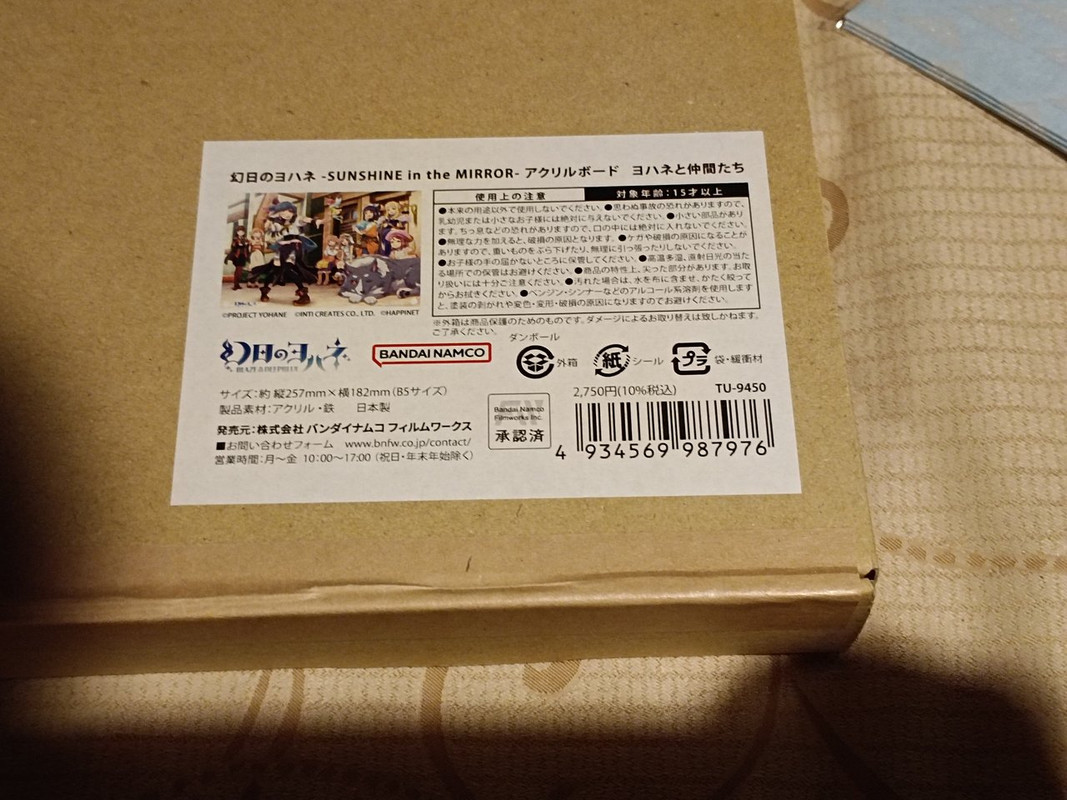 幻日のヨハネ -SUNSHINE in the MIRROR- アクリルボード ヨハネと仲間たち
使用上の注意
対象年齢：15才以上
●本来の用途以外で使用しないでください。●思わぬ事故の恐れがありますので、
乳幼児または小さなお子様には絶対に与えないでください。●小さい部品があり
ます。ちっ息などの恐れがありますので、口の中には絶対に入れないでください。
●無理な力を加えると、破損の原因となります。●ケガや破損の原因になることが
ありますので、重いものをぶら下げたり、無理に引っ張ったりしないでください。
●お子様の手の届かないところに保管してください。●高温多湿、直射日光の当た
る場所での保管はお避けください。●商品の特性上、尖った部分があります。お取
り扱いには十分ご注意ください。●汚れた場合は、水を布に含ませ、かたく絞って
からお拭きください。●ベンジン・シンナーなどのアルコール系溶剤を使用します
と、塗装の剥がれや変色・変形・破損の原因になりますのでお避けください。
©PROJECT YOHANE ©INTI CREATES CO., LTD. ©HAPPINET
※外箱は商品保護のためのものです。ダメージによるお取り替えは致しかねます。
ご了承ください。
幻日のヨハネ
BLAZE in the DEEPBLUE
BANDAI NAMCO
ダンボール
外箱
紙
シール
プラ
袋・緩衝材
サイズ：約 縦257mm×横182mm（B5サイズ）
製品素材：アクリル・鉄 日本製
発売元：株式会社 バンダイナムコ フィルムワークス
■お問い合わせフォーム www.bnfw.co.jp/contact/
営業時間：月～金 10:00～17:00（祝日・年末年始除く）
Bandai Namco
Filmworks Inc.
承認済
2,750円(10%税込)
TU-9450
4 934569 987976